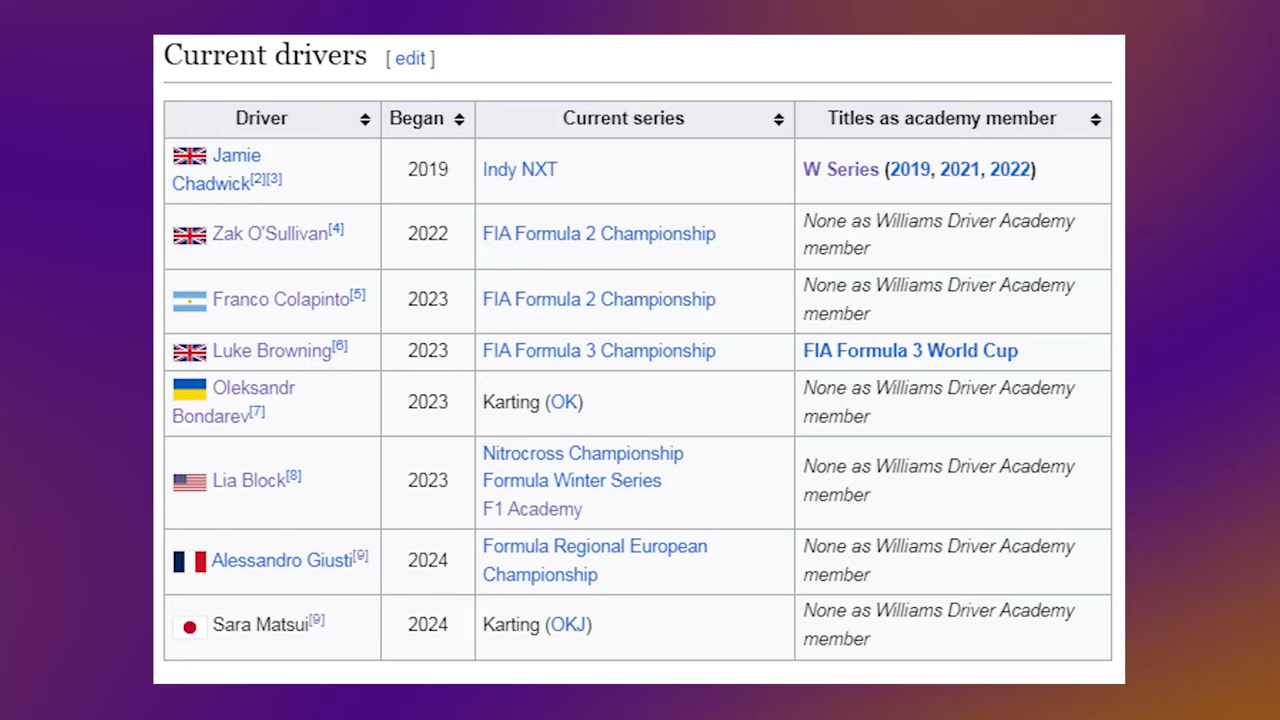 Current drivers [ edit ]
Driver Began Current series Titles as academy member
Jamie
Chadwick[2][3] 2019 Indy NXT W Series (2019, 2021, 2022)
Zak O'Sullivan[4] 2022 FIA Formula 2 Championship None as Williams Driver Academy
member
Franco Colapinto[5] 2023 FIA Formula 2 Championship None as Williams Driver Academy
member
Luke Browning[6] 2023 FIA Formula 3 Championship FIA Formula 3 World Cup
Oleksandr
Bondarev[7] 2023 Karting (OK) None as Williams Driver Academy
member
Lia Block[8] 2023 Nitrocross Championship
Formula Winter Series
F1 Academy
None as Williams Driver Academy
member
Alessandro Giusti[9] 2024 Formula Regional European
Championship
None as Williams Driver Academy
member
Sara Matsui[9] 2024 Karting (OKJ) None as Williams Driver Academy
member